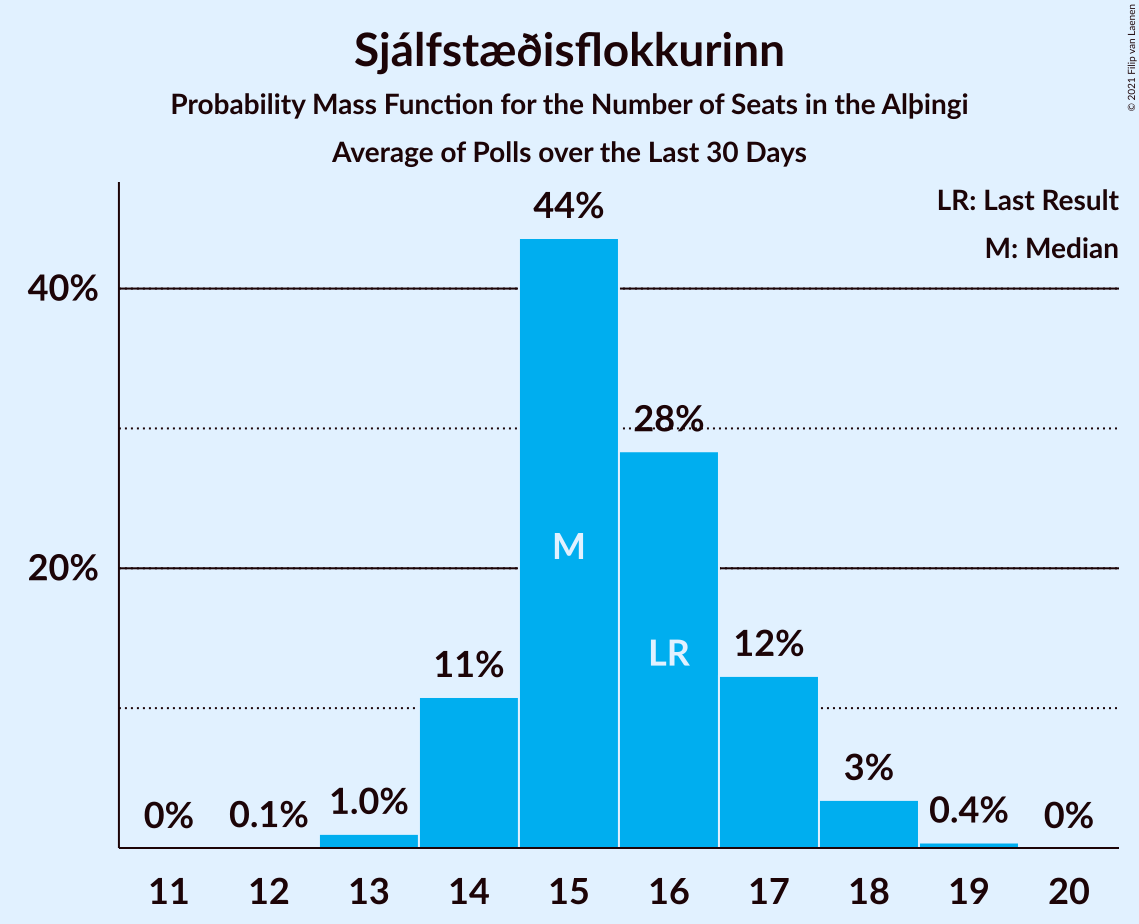 Sjálfstæðisflokkurinn
Probability Mass Function for the Number of Seats in the Alþingi
Average of Polls over the Last 30 Days
© 2021 Filip van Laenen
LR: Last Result
M: Median
44%
40%
28%
M
20%
LR
12%
11%
3%
1.0%
0.4%
0%
0.1%
0%
11 12 13 14 15 16 17 18 19 20